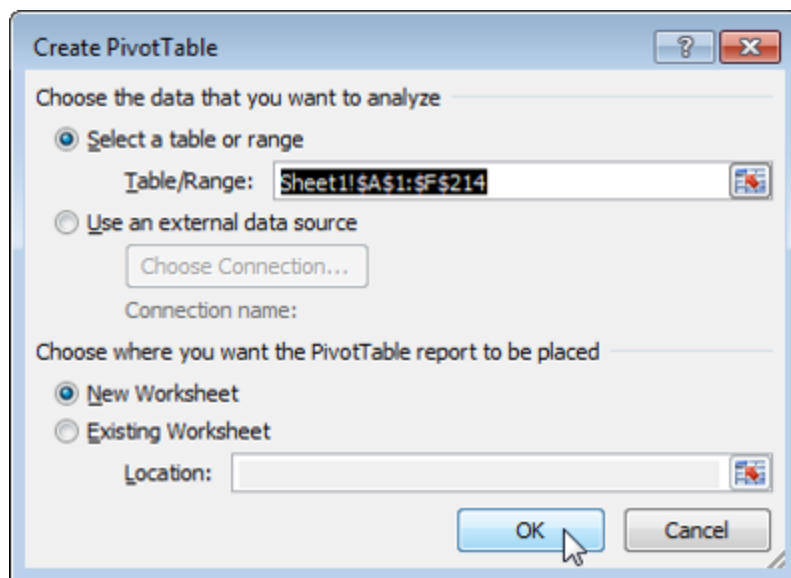 Create PivotTable
Choose the data that you want to analyze
Select a table or range
Table/Range: Sheet1!$A$1:$F$214
Use an external data source
Choose Connection...
Connection name:
Choose where you want the PivotTable report to be placed
New Worksheet
Existing Worksheet
Location:
OK Cancel